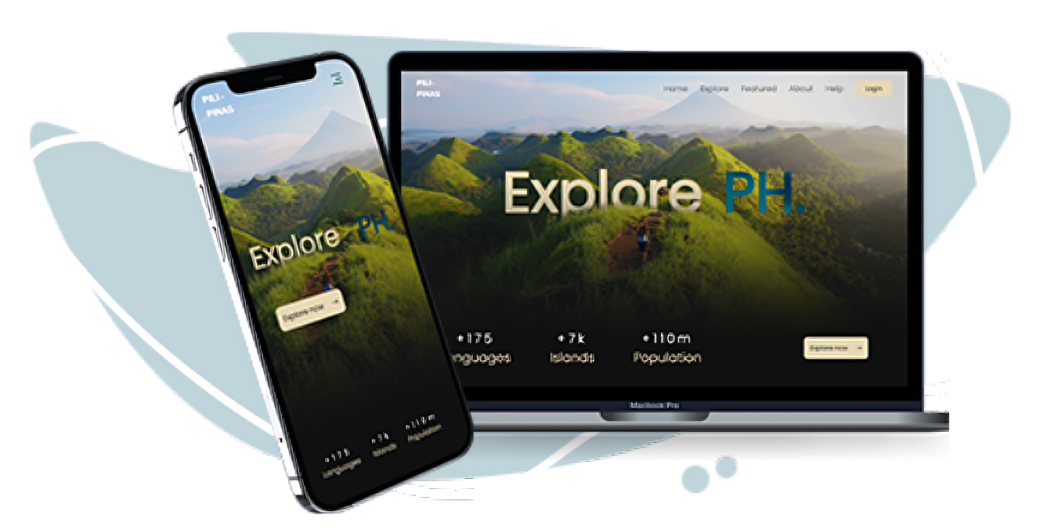 PILI-
PINAS
Explore PH.
Explore now →
+175
Languages
+7k
Islands
+110m
Population
PILI-
PINAS
Home Explore Featured About Help Login
Explore PH.
+175 +7k +110m
nguages Islands Population
Explore now →
MacBook Pro